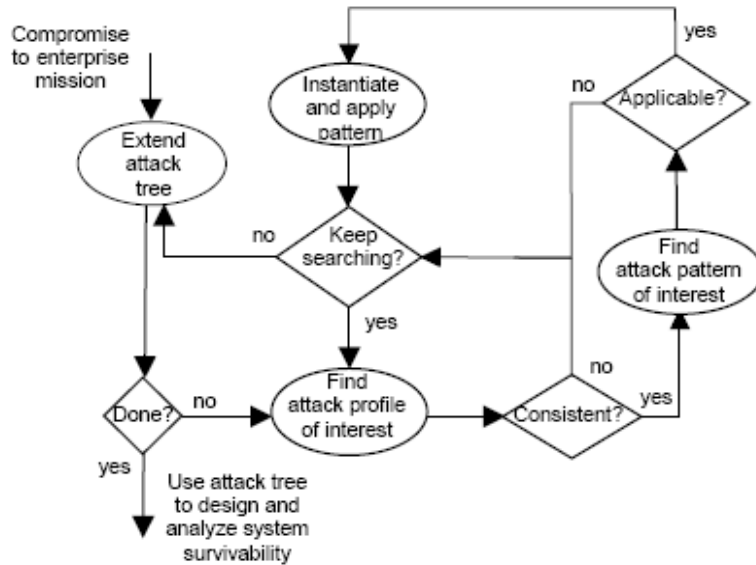 Compromise
to enterprise
mission
yes
Instantiate
and apply
pattern
no
Applicable?
Extend
attack
tree
no
Keep
searching?
Find
attack pattern
of interest
yes
no
Done?
no
Find
attack profile
of interest
Consistent?
yes
yes
Use attack tree
to design and
analyze system
survivability